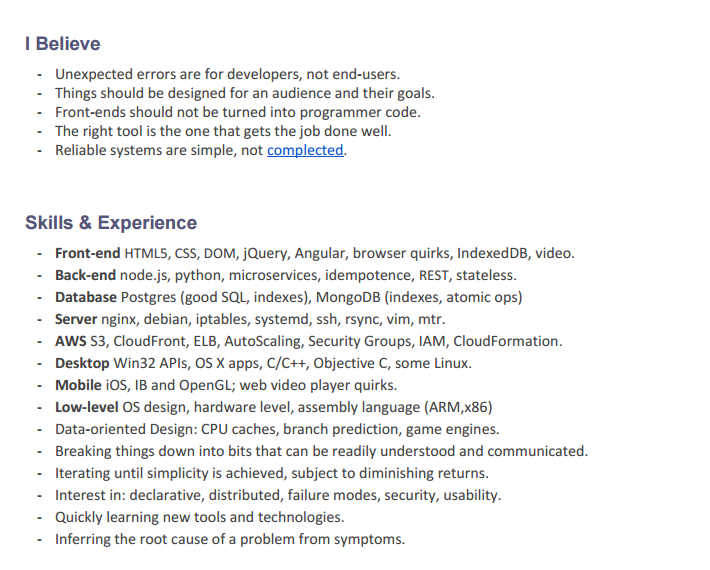 I Believe
- Unexpected errors are for developers, not end-users.
- Things should be designed for an audience and their goals.
- Front-ends should not be turned into programmer code.
- The right tool is the one that gets the job done well.
- Reliable systems are simple, not complected.
Skills & Experience
- Front-end HTML5, CSS, DOM, jQuery, Angular, browser quirks, IndexedDB, video.
- Back-end node.js, python, microservices, idempotence, REST, stateless.
- Database Postgres (good SQL, indexes), MongoDB (indexes, atomic ops)
- Server nginx, debian, iptables, systemd, ssh, rsync, vim, mtr.
- AWS S3, CloudFront, ELB, AutoScaling, Security Groups, IAM, CloudFormation.
- Desktop Win32 APIs, OS X apps, C/C++, Objective C, some Linux.
- Mobile iOS, IB and OpenGL; web video player quirks.
- Low-level OS design, hardware level, assembly language (ARM,x86)
- Data-oriented Design: CPU caches, branch prediction, game engines.
- Breaking things down into bits that can be readily understood and communicated.
- Iterating until simplicity is achieved, subject to diminishing returns.
- Interest in: declarative, distributed, failure modes, security, usability.
- Quickly learning new tools and technologies.
- Inferring the root cause of a problem from symptoms.